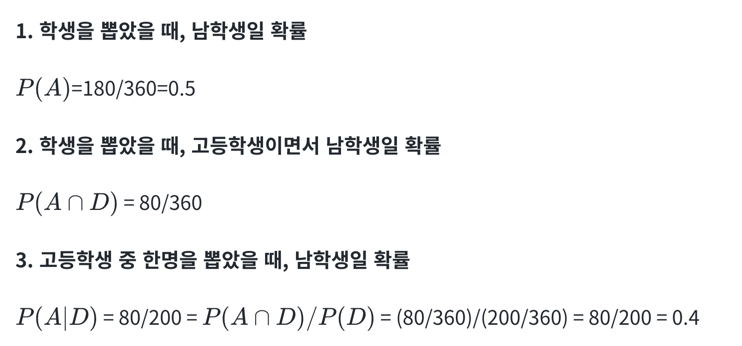 1. 학생을 뽑았을 때, 남학생일 확률
P(A)=180/360=0.5
2. 학생을 뽑았을 때, 고등학생이면서 남학생일 확률
P(A ∩ D) = 80/360
3. 고등학생 중 한명을 뽑았을 때, 남학생일 확률
P(A|D) = 80/200 = P(A ∩ D)/P(D) = (80/360)/(200/360) = 80/200 = 0.4